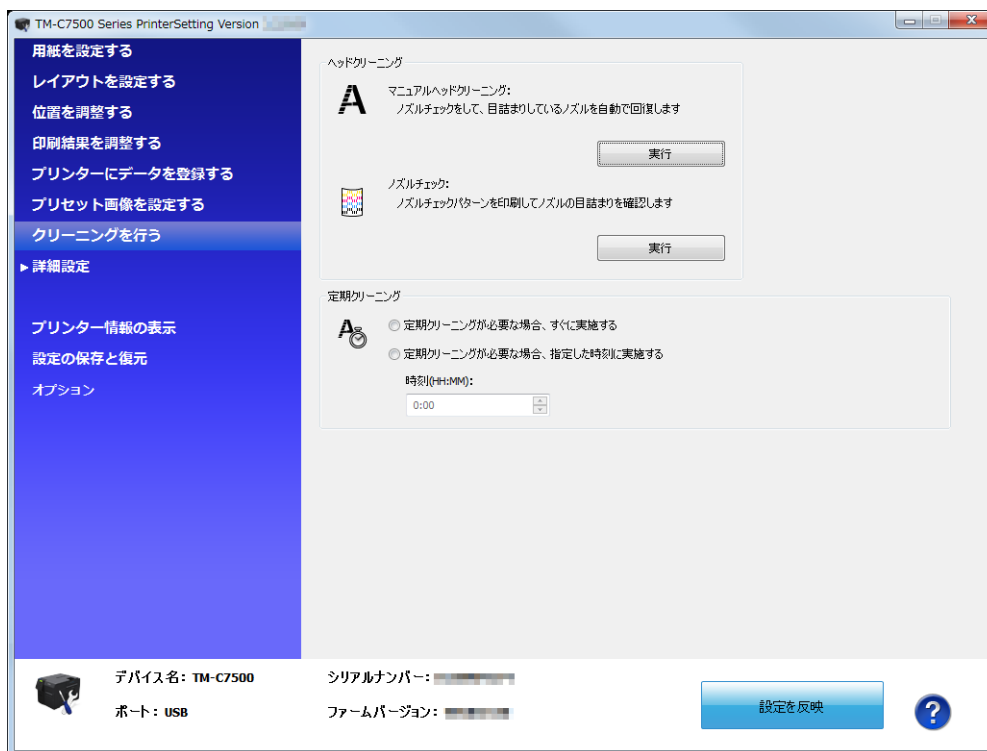 TM-C7500 Series PrinterSetting Version
用紙を設定する
レイアウトを設定する
位置を調整する
印刷結果を調整する
プリンターにデータを登録する
プリセット画像を設定する
クリーニングを行う
詳細設定
プリンター情報の表示
設定の保存と復元
オプション
ヘッドクリーニング
マニュアルヘッドクリーニング:
ノズルチェックをして、目詰まりしているノズルを自動で回復します
実行
ノズルチェック:
ノズルチェックパターンを印刷してノズルの目詰まりを確認します
実行
定期クリーニング
定期クリーニングが必要な場合、すぐに実施する
定期クリーニングが必要な場合、指定した時刻に実施する
時刻(HH:MM):
0:00
デバイス名: TM-C7500
ポート: USB
シリアルナンバー:
ファームバージョン:
設定を反映